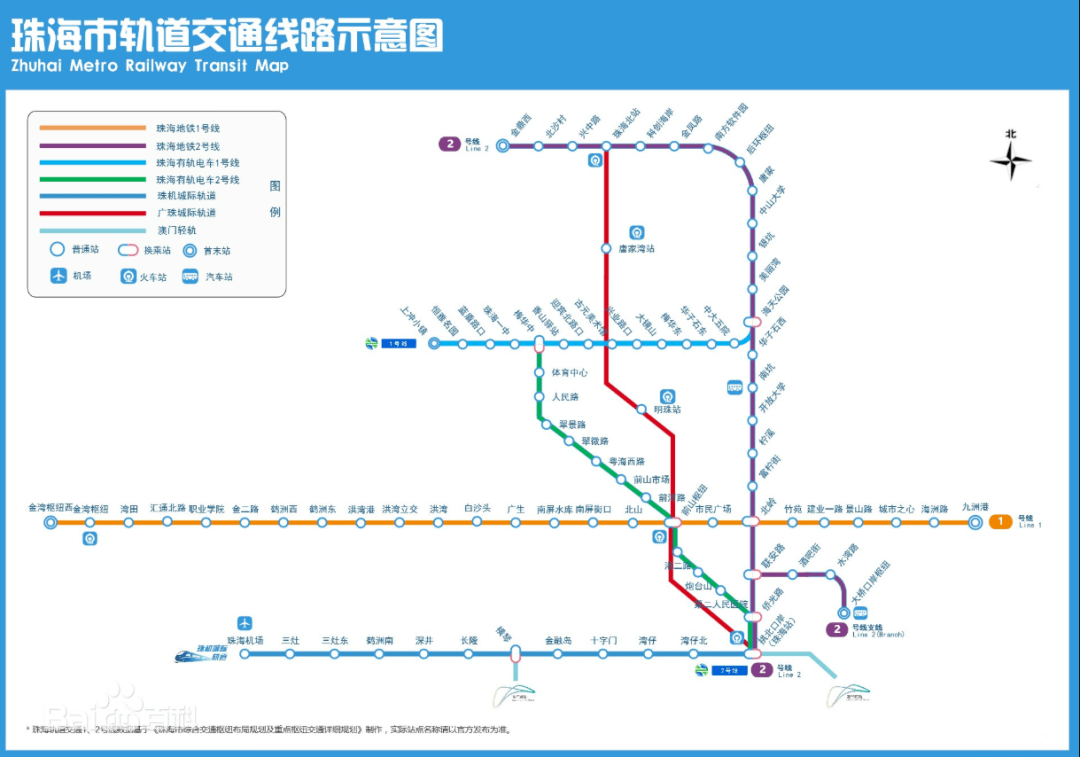 珠海市轨道交通线路示意图
Zhuhai Metro Railway Transit Map
珠海地铁1号线
珠海地铁2号线
珠海有轨电车1号线
珠海有轨电车2号线
珠机城际轨道
广珠城际轨道
澳门轻轨
图
例
普通站
换乘站
首末站
机场
火车站
汽车站
北
2
号线
Line 2
金鼎西
北沙村
兴中路
珠海北站
科创海岸
金凤路
南方软件园
后环枢纽
唐家
中山大学
银坑
美丽湾
海天公园
华子石西
南坑
开放大学
柠溪
富柠街
北岭
联安路
侨光路
拱北口岸
(珠海站)
唐家湾站
明珠站
1号线
上冲小镇
恒雅名园
蓝盾路口
珠海一中
梅华中
香山驿站
迎宾北路口
古元美术馆
兴业路口
大镜山
梅华东
华子石东
中大五院
体育中心
人民路
翠景路
翠微路
粤海西路
前山市场
前河路
前山枢纽
湾二路
炮台山
第二人民医院
金湾枢纽西
金湾枢纽
湾田
汇通北路
职业学院
金二路
鹤洲西
鹤洲东
洪湾港
洪湾立交
洪湾
白沙头
广生
南屏水库
南屏街口
北山
市民广场
竹苑
建业一路
景山路
城市之心
海洲路
九洲港
1
号线
Line 1
酒吧街
水湾路
大桥口岸枢纽
2
号线支线
Line 2(Branch)
珠机城际
铁路
珠海机场
三灶
三灶东
鹤洲南
深井
长隆
横琴
金融岛
十字门
湾仔
湾仔北
2号线
2
号线
Line 2
Baidu百科
* 珠海轨道交通1、2号线数据基于《珠海市综合交通枢纽布局规划及重点枢纽交通详细规划》制作，实际站点名称请以官方发布为准。